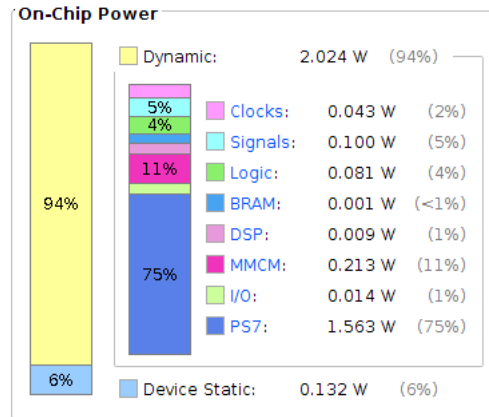 On-Chip Power
94%
6%
Dynamic: 2.024 W (94%)
5%
4%
11%
75%
Clocks: 0.043 W (2%)
Signals: 0.100 W (5%)
Logic: 0.081 W (4%)
BRAM: 0.001 W (<1%)
DSP: 0.009 W (1%)
MMCM: 0.213 W (11%)
I/O: 0.014 W (1%)
PS7: 1.563 W (75%)
Device Static: 0.132 W (6%)